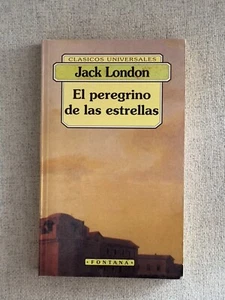 CLASICOS UNIVERSALES
Jack London
El peregrino
de las estrellas
• FONTANA •